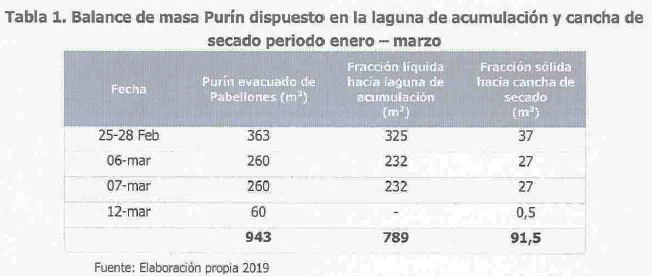 Tabla 1. Balance de masa Purín dispuesto en la laguna de acumulación y cancha de
secado periodo enero – marzo
Fecha Purín evacuado de Pabellones (m³) Fracción líquida hacia laguna de acumulación (m³) Fracción sólida hacia cancha de secado (m³)
25-28 Feb 363 325 37
06-mar 260 232 27
07-mar 260 232 27
12-mar 60 - 0,5
943 789 91,5
Fuente: Elaboración propia 2019